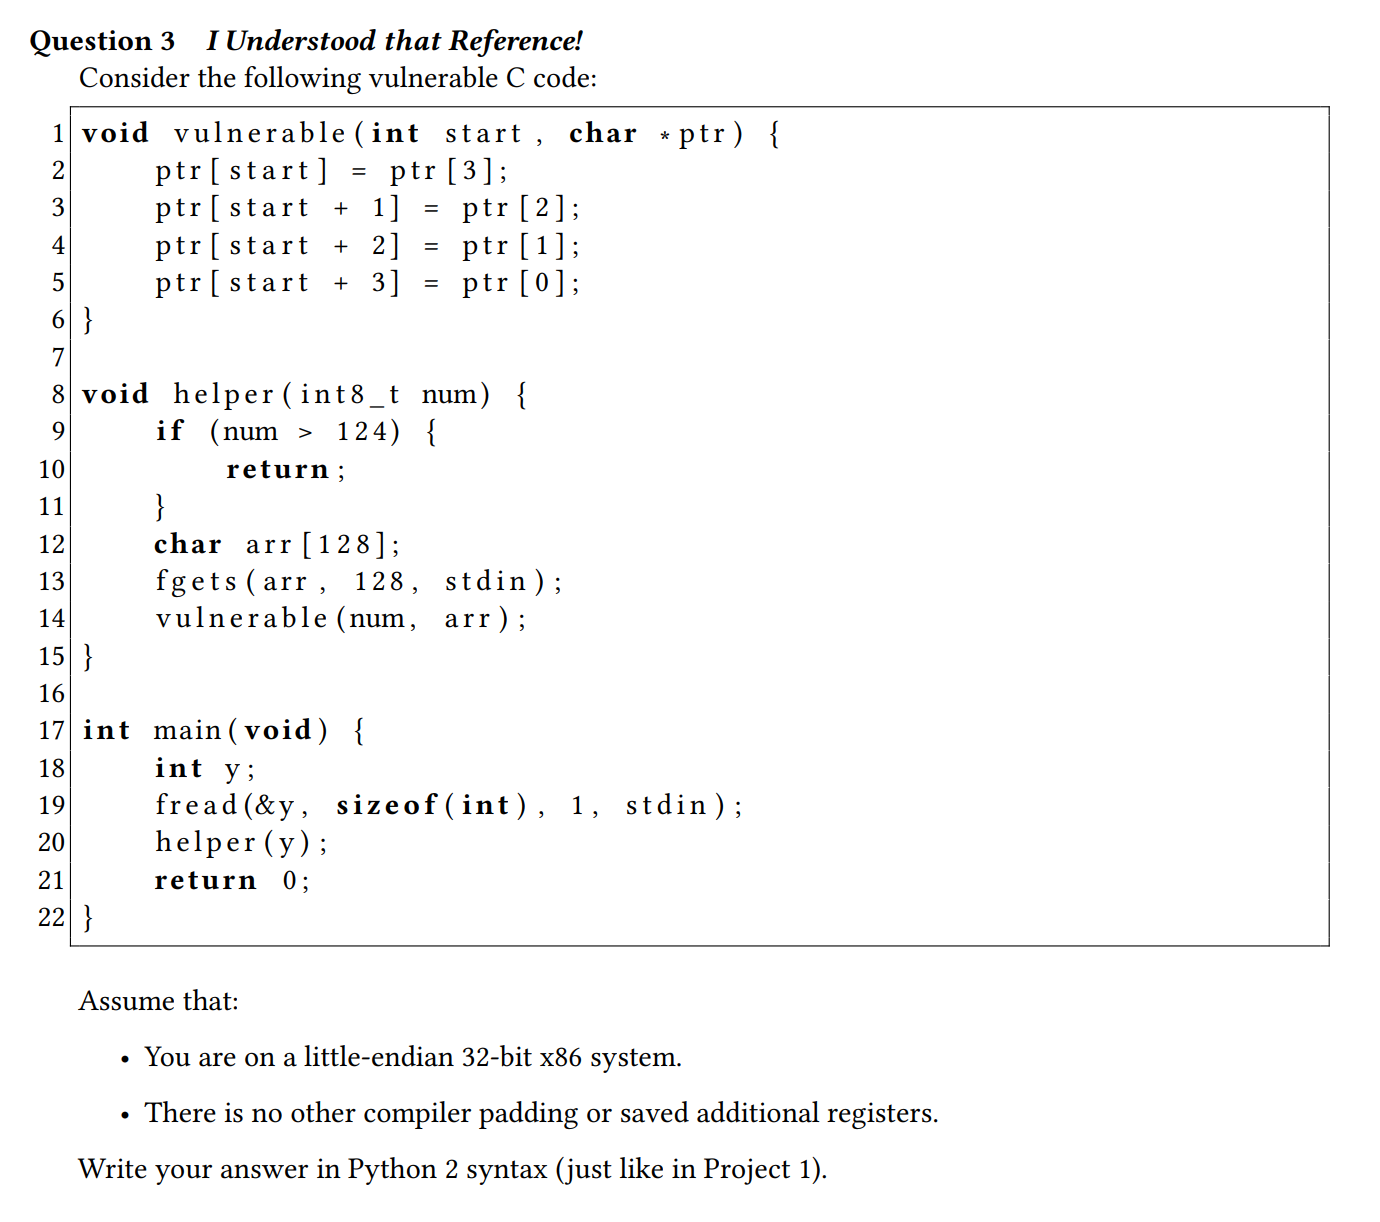 Question 3 I Understood that Reference!
Consider the following vulnerable C code:
1 void vulnerable(int start, char *ptr) {
2     ptr[start] = ptr[3];
3     ptr[start + 1] = ptr[2];
4     ptr[start + 2] = ptr[1];
5     ptr[start + 3] = ptr[0];
6 }
7
8 void helper(int8_t num) {
9     if (num > 124) {
10         return;
11     }
12     char arr[128];
13     fgets(arr, 128, stdin);
14     vulnerable(num, arr);
15 }
16
17 int main(void) {
18     int y;
19     fread(&y, sizeof(int), 1, stdin);
20     helper(y);
21     return 0;
22 }
Assume that:
• You are on a little-endian 32-bit x86 system.
• There is no other compiler padding or saved additional registers.
Write your answer in Python 2 syntax (just like in Project 1).